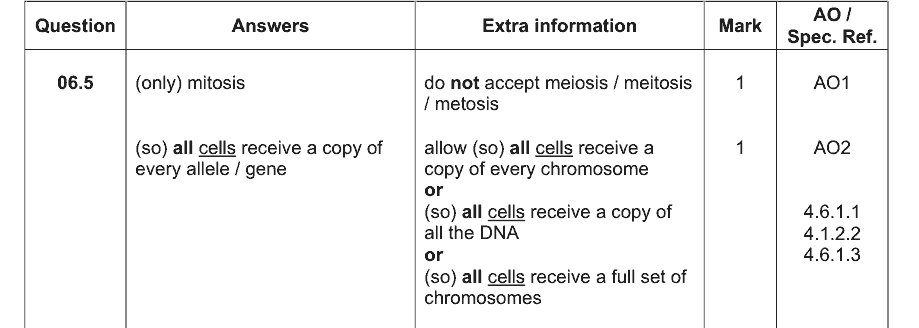 Question Answers Extra information Mark AO /
Spec. Ref.
06.5 (only) mitosis do not accept meiosis / meitosis 1 AO1
/ metosis
(so) all cells receive a copy of allow (so) all cells receive a 1 AO2
every allele / gene copy of every chromosome
or
(so) all cells receive a copy of 4.6.1.1
all the DNA 4.1.2.2
or 4.6.1.3
(so) all cells receive a full set of
chromosomes